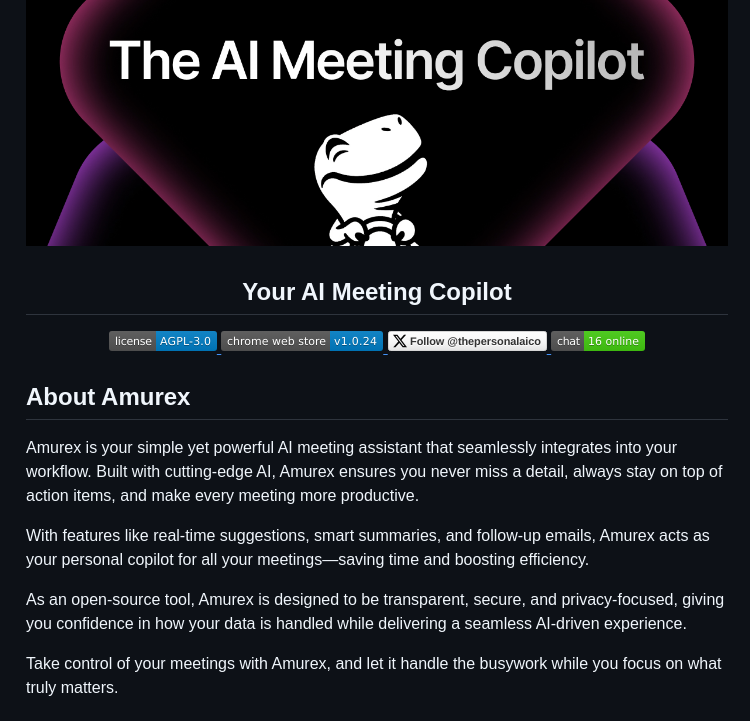 The AI Meeting Copilot
Your AI Meeting Copilot
license AGPL-3.0 chrome web store v1.0.24 X Follow @thepersonalaico chat 16 online
About Amurex
Amurex is your simple yet powerful AI meeting assistant that seamlessly integrates into your
workflow. Built with cutting-edge AI, Amurex ensures you never miss a detail, always stay on top of
action items, and make every meeting more productive.
With features like real-time suggestions, smart summaries, and follow-up emails, Amurex acts as
your personal copilot for all your meetings—saving time and boosting efficiency.
As an open-source tool, Amurex is designed to be transparent, secure, and privacy-focused, giving
you confidence in how your data is handled while delivering a seamless AI-driven experience.
Take control of your meetings with Amurex, and let it handle the busywork while you focus on what
truly matters.